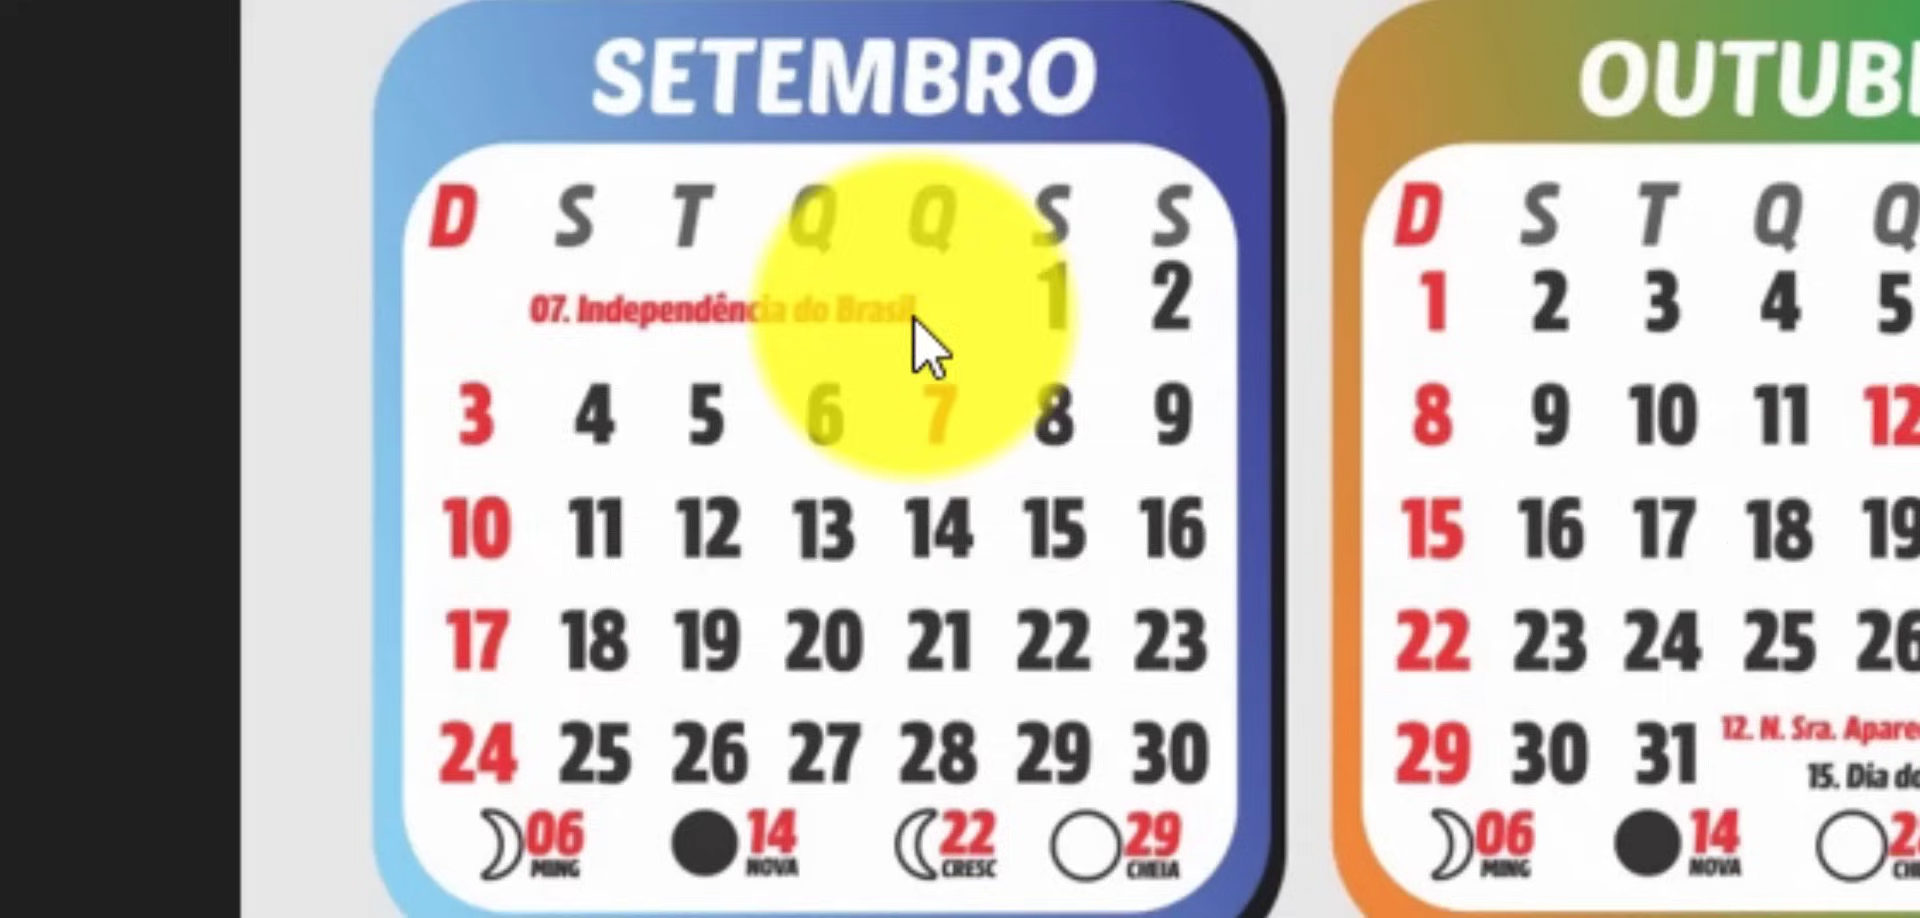 SETEMBRO
D S T Q Q S S
07. Independência do Brasil 1 2
3 4 5 6 7 8 9
10 11 12 13 14 15 16
17 18 19 20 21 22 23
24 25 26 27 28 29 30
06 MING 14 NOVA 22 CRESC 29 CHEIA
OUTUB
D S T Q Q
1 2 3 4 5
8 9 10 11 12
15 16 17 18 19
22 23 24 25 26
29 30 31
12. N. Sra. Apare
15. Dia do
06 MING 14 NOVA